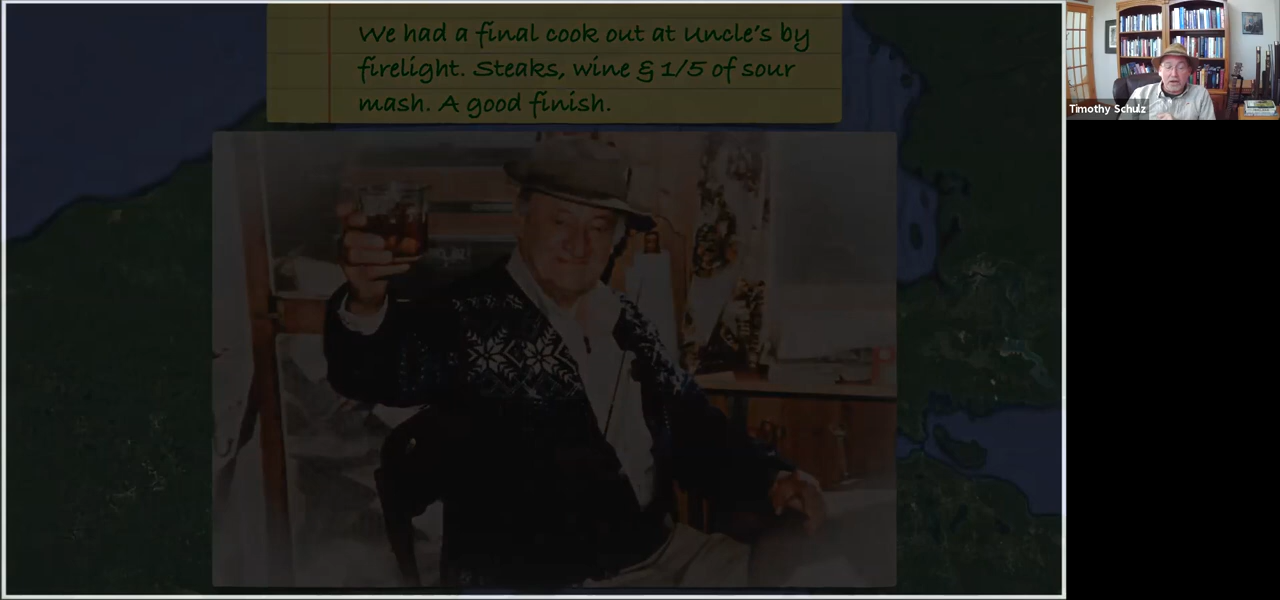 We had a final cook out at Uncle's by
firelight. Steaks, wine & 1/5 of sour
mash. A good finish.
Timothy Schulz